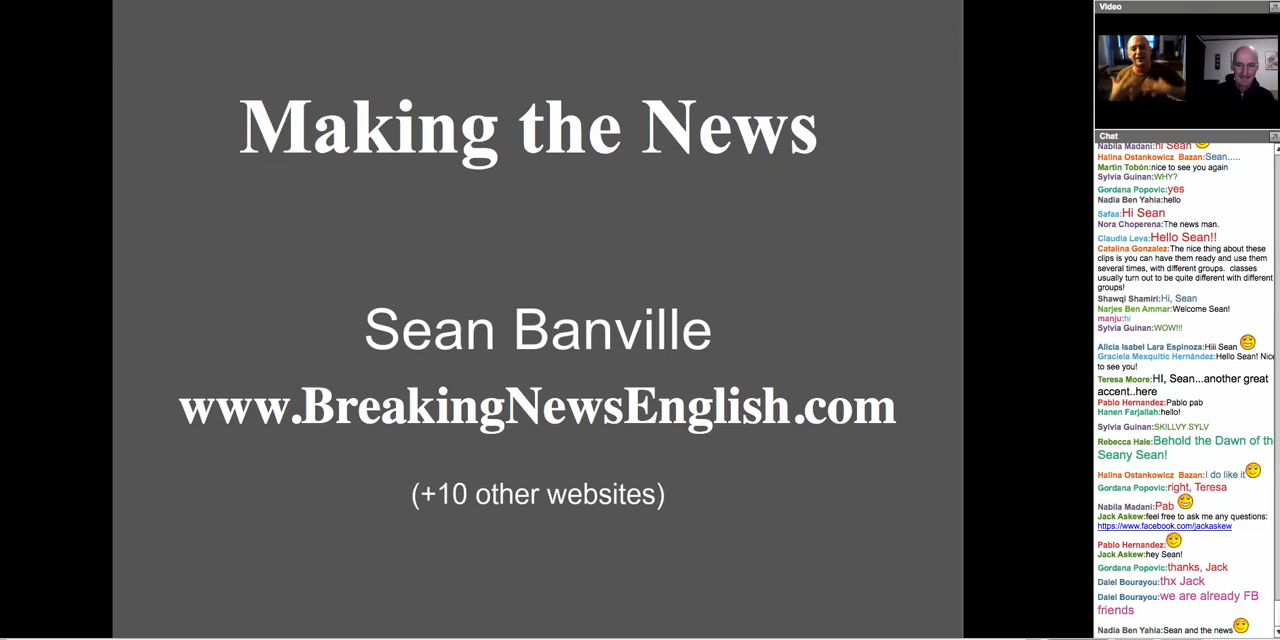 Making the News
Sean Banville
www.BreakingNewsEnglish.com
(+10 other websites)
Video
Chat
Nabila Madani:hi Sean
Halina Ostankowicz Bazan:Sean.....
Martin Tobón:nice to see you again
Sylvia Guinan:WHY?
Gordana Popovic:yes
Nadia Ben Yahia:hello
Safaa:Hi Sean
Nora Choperena:The news man.
Claudia Leva:Hello Sean!!
Catalina Gonzalez:The nice thing about these
clips is you can have them ready and use them
several times, with different groups. classes
usually turn out to be quite different with different
groups!
Shawqi Shamiri:Hi, Sean
Narjes Ben Ammar:Welcome Sean!
manju:hi
Sylvia Guinan:WOW!!!
Alicia Isabel Lara Espinoza:Hiii Sean
Graciela Mexquitic Hernández:Hello Sean! Nice
to see you!
Teresa Moore:HI, Sean...another great
accent..here
Pablo Hernandez:Pablo pab
Hanen Farjallah:hello!
Sylvia Guinan:SKILLVY SYLV
Rebecca Hale:Behold the Dawn of the
Seany Sean!
Halina Ostankowicz Bazan:I do like it
Gordana Popovic:right, Teresa
Nabila Madani:Pab
Jack Askew:feel free to ask me any questions:
https://www.facebook.com/jackaskew
Pablo Hernandez:
Jack Askew:hey Sean!
Gordana Popovic:thanks, Jack
Dalel Bourayou:thx Jack
Dalel Bourayou:we are already FB
friends
Nadia Ben Yahia:Sean and the news